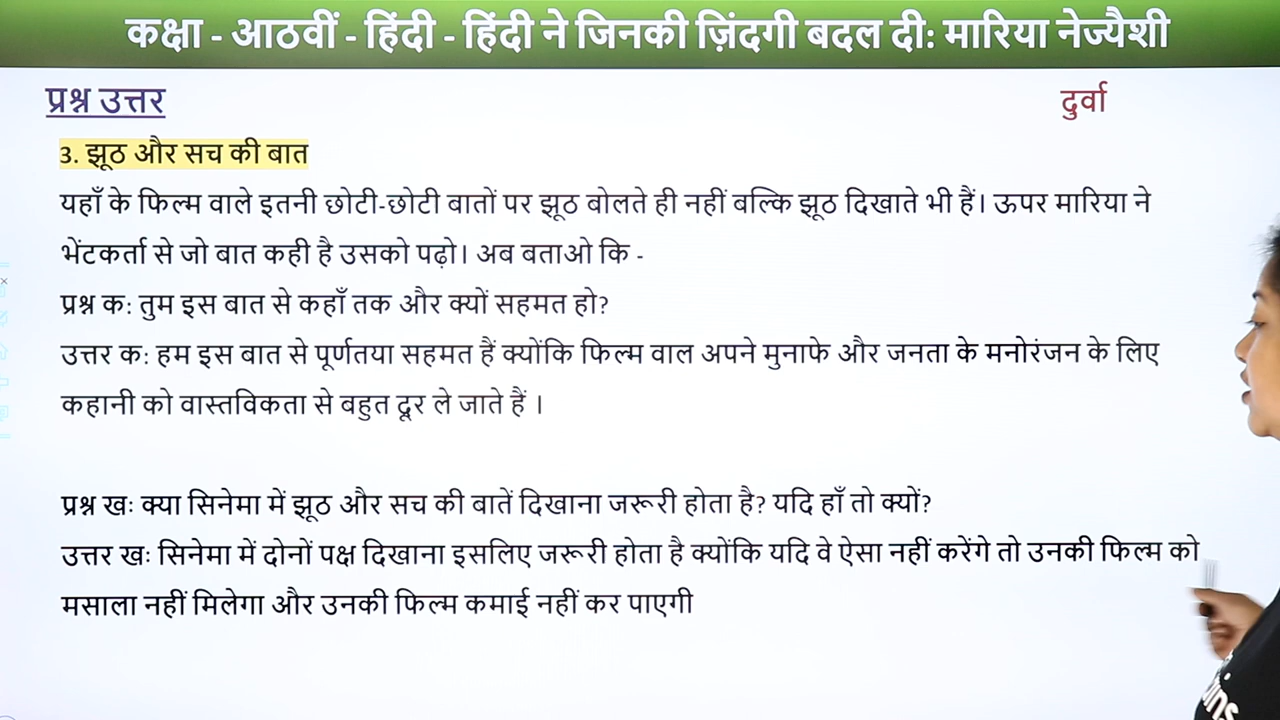 कक्षा - आठवीं - हिंदी - हिंदी ने जिनकी ज़िंदगी बदल दी: मारिया नेज्यैशी
प्रश्न उत्तर
दुर्वा
3. झूठ और सच की बात
यहाँ के फिल्म वाले इतनी छोटी-छोटी बातों पर झूठ बोलते ही नहीं बल्कि झूठ दिखाते भी हैं। ऊपर मारिया ने
भेंटकर्ता से जो बात कही है उसको पढ़ो। अब बताओ कि -
प्रश्न क: तुम इस बात से कहाँ तक और क्यों सहमत हो?
उत्तर क: हम इस बात से पूर्णतया सहमत हैं क्योंकि फिल्म वाल अपने मुनाफे और जनता के मनोरंजन के लिए
कहानी को वास्तविकता से बहुत दूर ले जाते हैं ।
प्रश्न खः क्या सिनेमा में झूठ और सच की बातें दिखाना जरूरी होता है? यदि हाँ तो क्यों?
उत्तर खः सिनेमा में दोनों पक्ष दिखाना इसलिए जरूरी होता है क्योंकि यदि वे ऐसा नहीं करेंगे तो उनकी फिल्म को
मसाला नहीं मिलेगा और उनकी फिल्म कमाई नहीं कर पाएगी